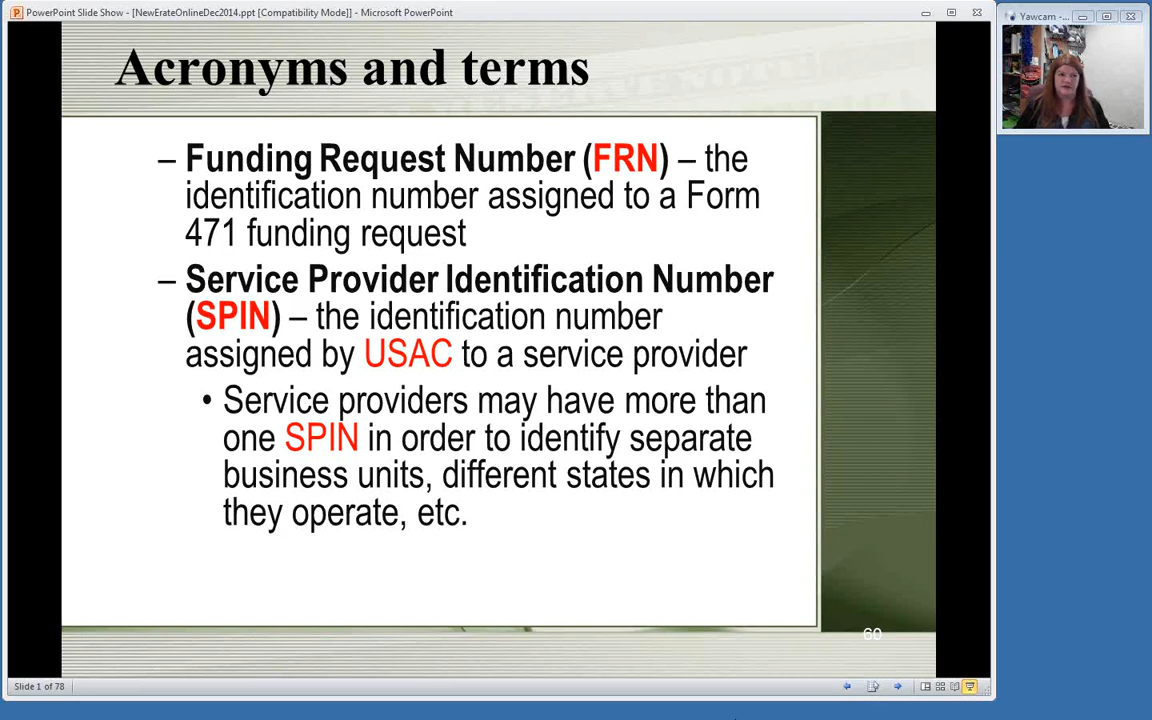 PowerPoint Slide Show - [NewErateOnlineDec2014.ppt [Compatibility Mode]] - Microsoft PowerPoint
Yawcam -...
Acronyms and terms
– Funding Request Number (FRN) – the
identification number assigned to a Form
471 funding request
– Service Provider Identification Number
(SPIN) – the identification number
assigned by USAC to a service provider
• Service providers may have more than
one SPIN in order to identify separate
business units, different states in which
they operate, etc.
60
Slide 1 of 78